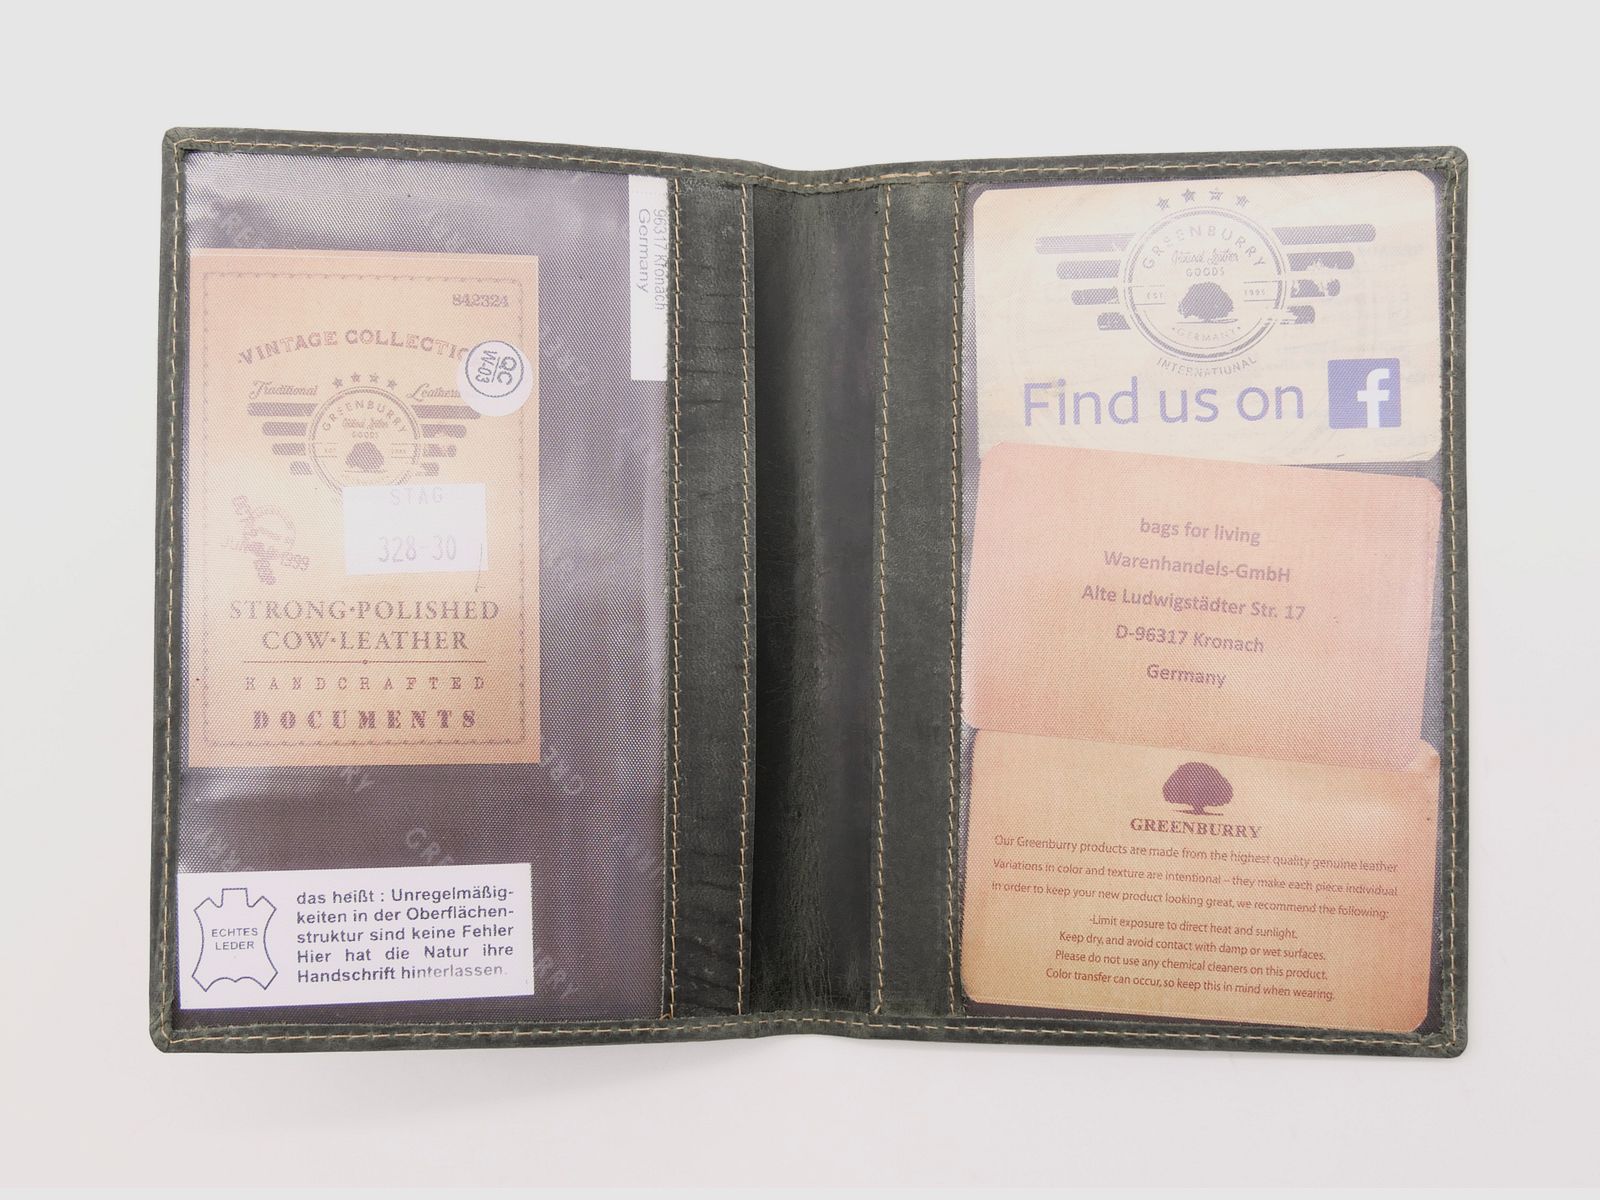 842324
VINTAGE COLLECTIO
QC
W-03
Traditional
GREENBURRY
Natural Leather
GOODS
EST
1995
STAG
328-30
STRONG•POLISHED
COW•LEATHER
HANDCRAFTED
DOCUMENTS
96317 Kronach
Germany
ECHTES
LEDER
das heißt : Unregelmäßig-
keiten in der Oberflächen-
struktur sind keine Fehler
Hier hat die Natur ihre
Handschrift hinterlassen.
GREENBURRY
Natural Leather
GOODS
EST
1995
GERMANY
INTERNATIONAL
Find us on f
bags for living
Warenhandels-GmbH
Alte Ludwigstädter Str. 17
D-96317 Kronach
Germany
GREENBURRY
Our Greenburry products are made from the highest quality genuine leather
Variations in color and texture are intentional – they make each piece individual
in order to keep your new product looking great, we recommend the following:
-Limit exposure to direct heat and sunlight.
Keep dry, and avoid contact with damp or wet surfaces.
Please do not use any chemical cleaners on this product.
Color transfer can occur, so keep this in mind when wearing.